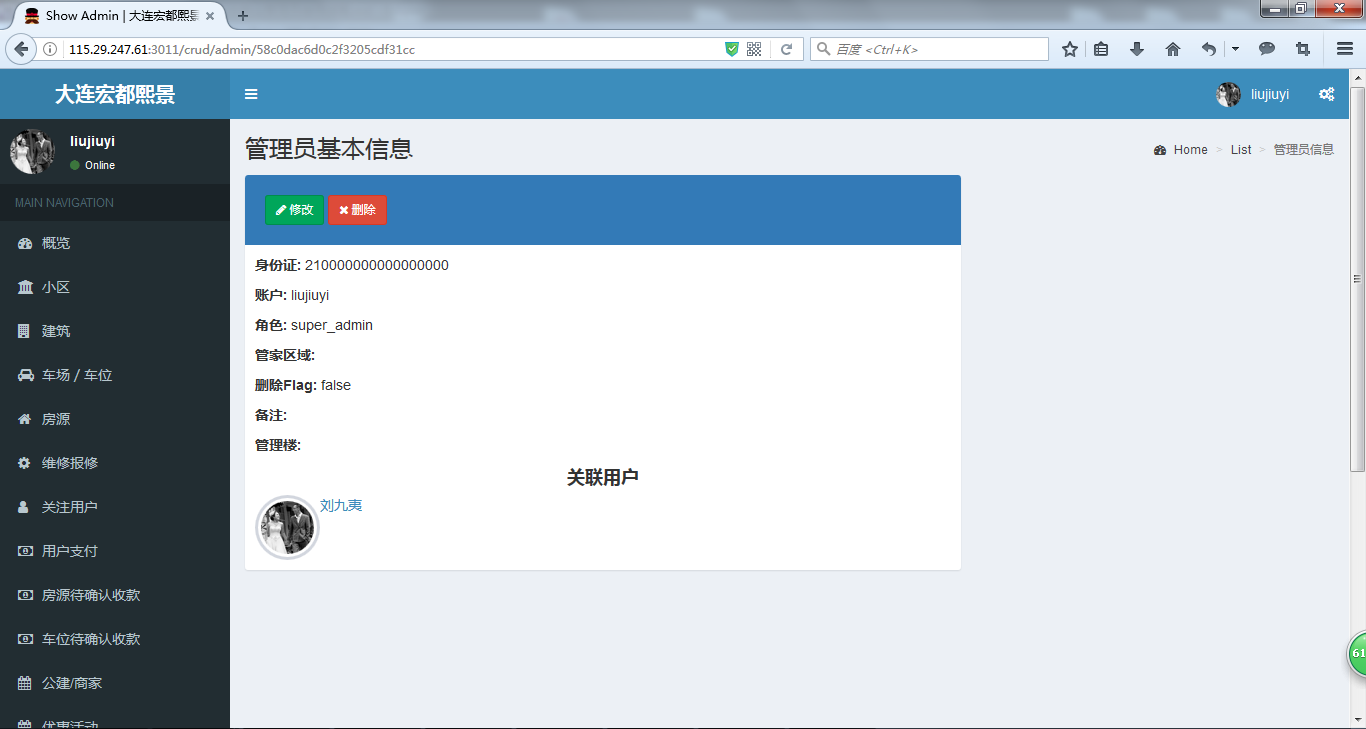 Show Admin | 大连宏都熙景
115.29.247.61:3011/crud/admin/58c0dac6d0c2f3205cdf31cc
百度 <Ctrl+K>
大连宏都熙景
liujiuyi
liujiuyi
Online
管理员基本信息
Home > List > 管理员信息
MAIN NAVIGATION
概览
小区
建筑
车场 / 车位
房源
维修报修
关注用户
用户支付
房源待确认收款
车位待确认收款
公建/商家
优惠活动
修改 删除
身份证: 210000000000000000
账户: liujiuyi
角色: super_admin
管家区域:
删除Flag: false
备注:
管理楼:
关联用户
刘九夷
61